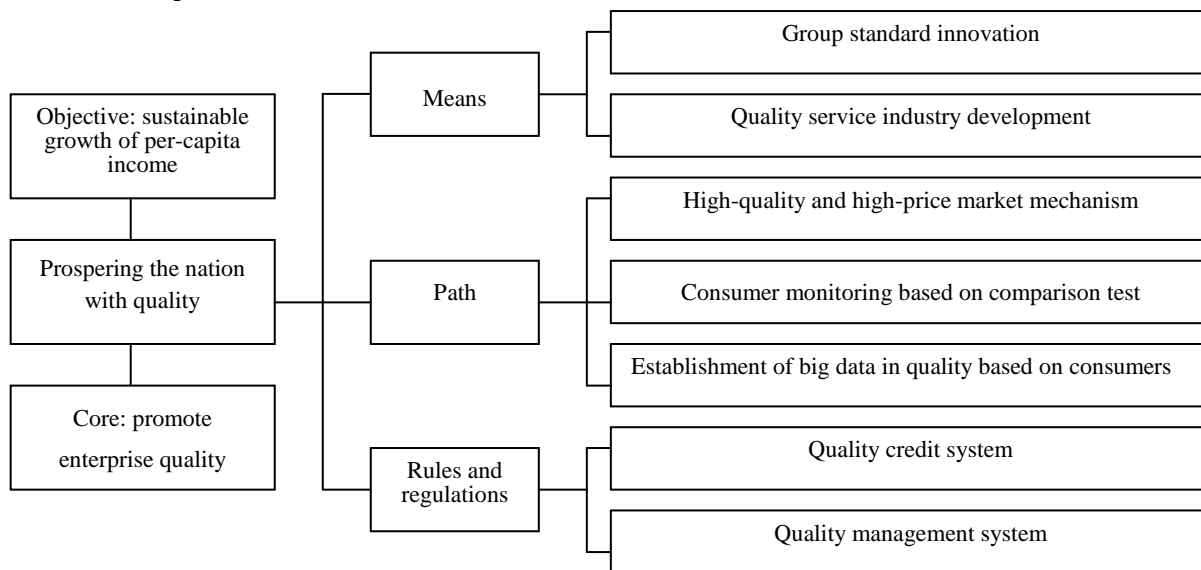 Objective: sustainable
growth of per-capita
income
Prospering the nation
with quality
Core: promote
enterprise quality
Means
Path
Rules and
regulations
Group standard innovation
Quality service industry development
High-quality and high-price market mechanism
Consumer monitoring based on comparison test
Establishment of big data in quality based on consumers
Quality credit system
Quality management system